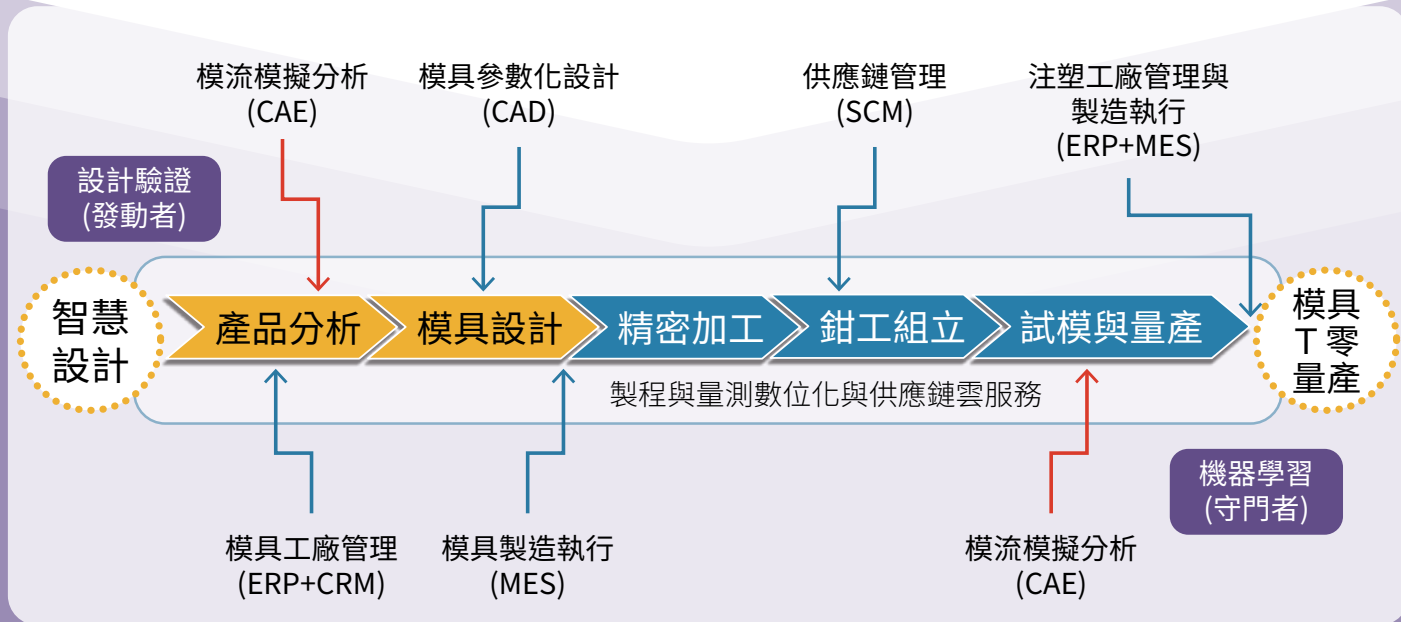 模流模擬分析
(CAE)
模具參數化設計
(CAD)
供應鏈管理
(SCM)
注塑工廠管理與
製造執行
(ERP+MES)
設計驗證
(發動者)
智慧
設計
產品分析
模具設計
精密加工
鉗工組立
試模與量產
模具
T零
量產
製程與量測數位化與供應鏈雲服務
機器學習
(守門者)
模具工廠管理
(ERP+CRM)
模具製造執行
(MES)
模流模擬分析
(CAE)